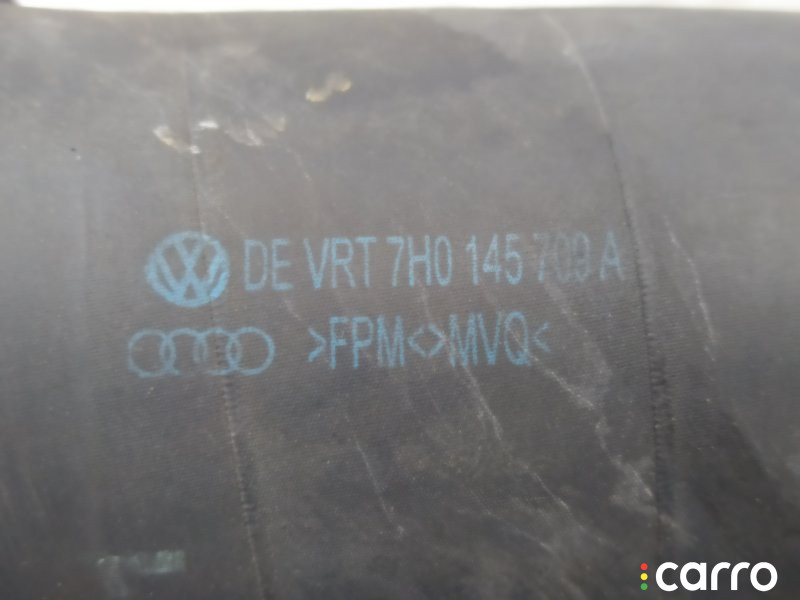 DE VRT 7H0 145 709 A
>FPM<>MVQ<
carro